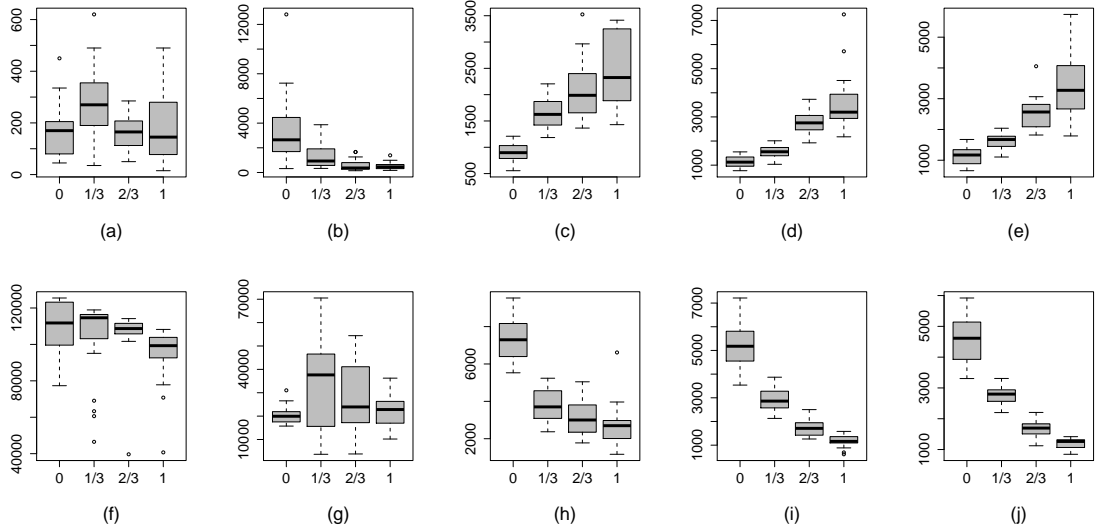 0 200 400 600
0 1/3 2/3 1
(a)
0 4000 8000 12000
0 1/3 2/3 1
(b)
500 1500 2500 3500
0 1/3 2/3 1
(c)
1000 3000 5000 7000
0 1/3 2/3 1
(d)
1000 3000 5000
0 1/3 2/3 1
(e)
40000 80000 120000
0 1/3 2/3 1
(f)
10000 40000 70000
0 1/3 2/3 1
(g)
2000 6000
0 1/3 2/3 1
(h)
1000 3000 5000 7000
0 1/3 2/3 1
(i)
1000 3000 5000
0 1/3 2/3 1
(j)